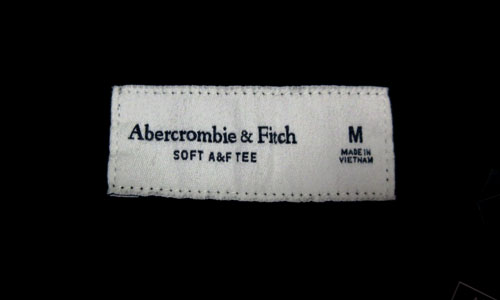 Abercrombie & Fitch
SOFT A&F TEE
M
MADE IN
VIETNAM